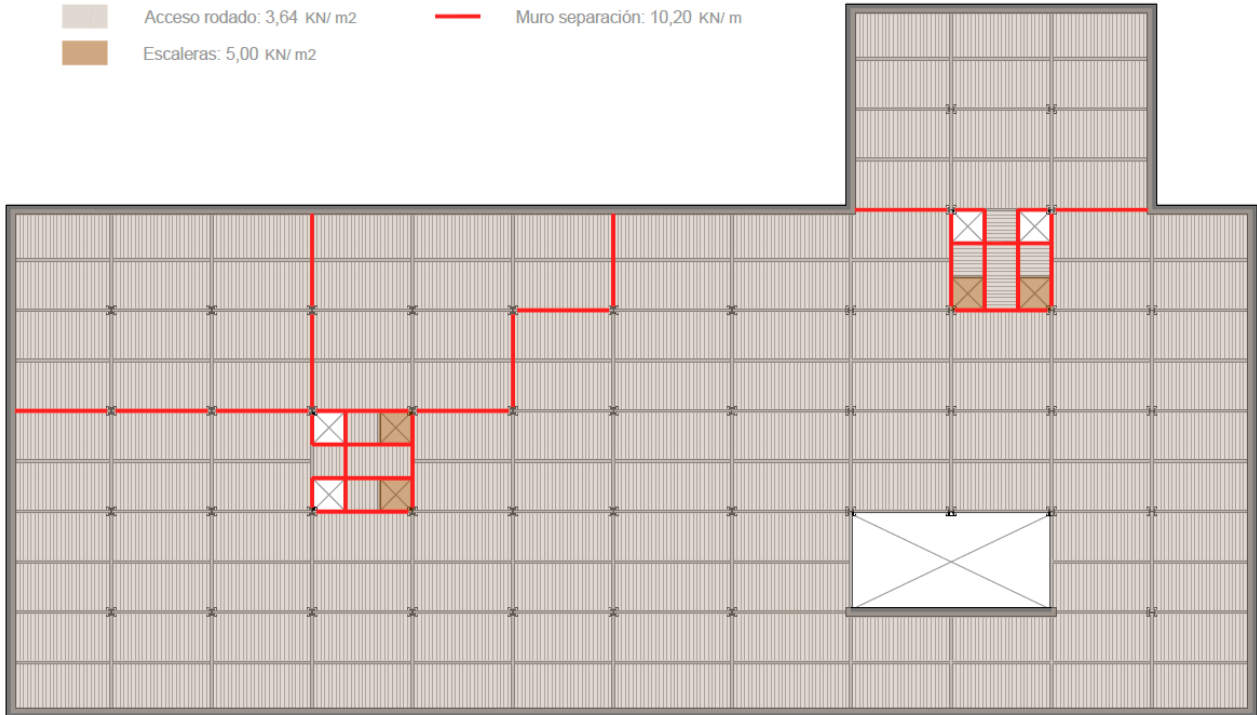 Acceso rodado: 3,64 KN/ m2
Muro separación: 10,20 KN/ m
Escaleras: 5,00 KN/ m2